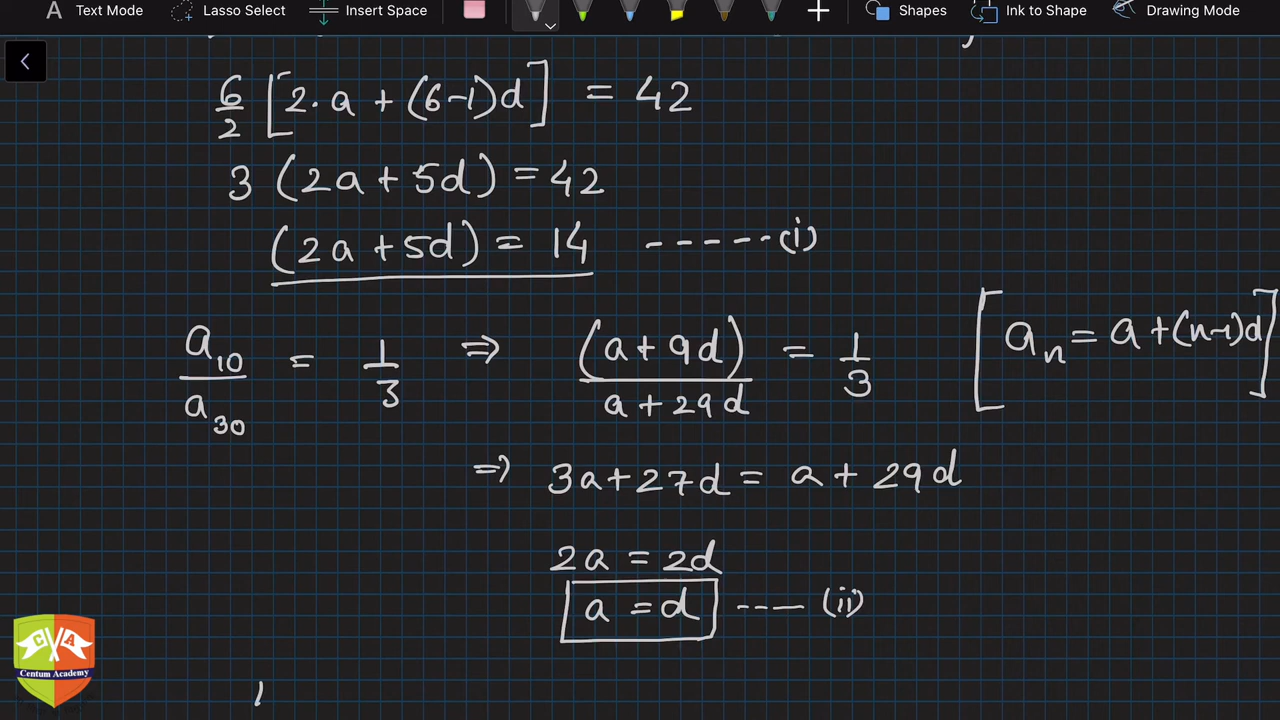 Text Mode Lasso Select Insert Space Shapes Ink to Shape Drawing Mode
6/2 [2·a + (6-1)d] = 42
3 (2a + 5d) = 42
(2a + 5d) = 14 ------(i)
a₁₀/a₃₀ = 1/3 ⇒ (a + 9d)/(a + 29d) = 1/3 [aₙ = a + (n-1)d]
⇒ 3a + 27d = a + 29d
2a = 2d
a = d ---- (ii)
C A
Centum Academy